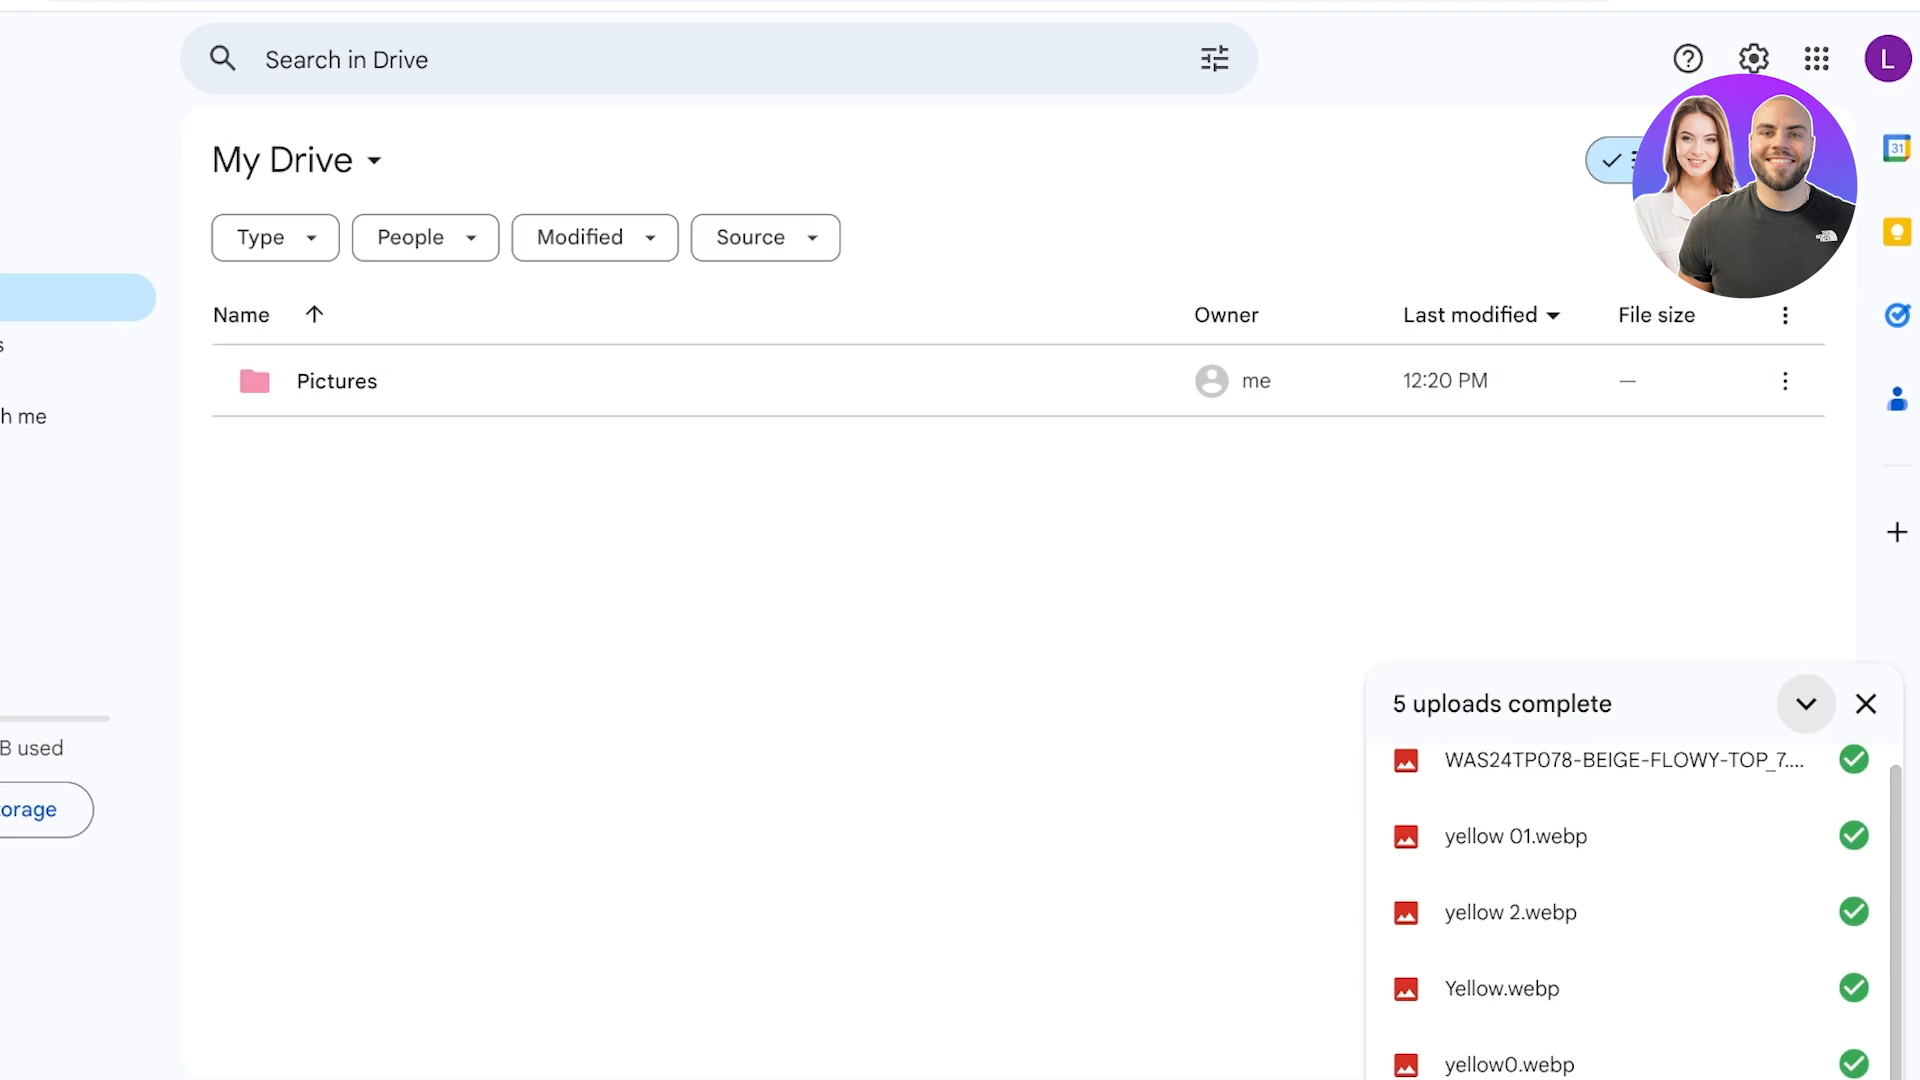 Search in Drive
L
My Drive
31
Type
People
Modified
Source
Name
Owner
Last modified
File size
s
Pictures
me
12:20 PM
—
h me
B used
orage
5 uploads complete
WAS24TP078-BEIGE-FLOWY-TOP_7....
yellow 01.webp
yellow 2.webp
Yellow.webp
yellow0.webp